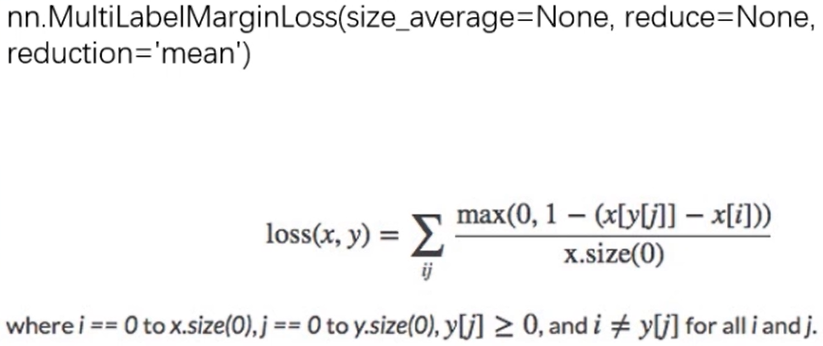 nn.MultiLabelMarginLoss(size_average=None, reduce=None,
reduction='mean')
loss(x, y) = ∑_{ij} max(0, 1 − (x[y[j]] − x[i])) / x.size(0)
where i == 0 to x.size(0), j == 0 to y.size(0), y[j] ≥ 0, and i ≠ y[j] for all i and j.